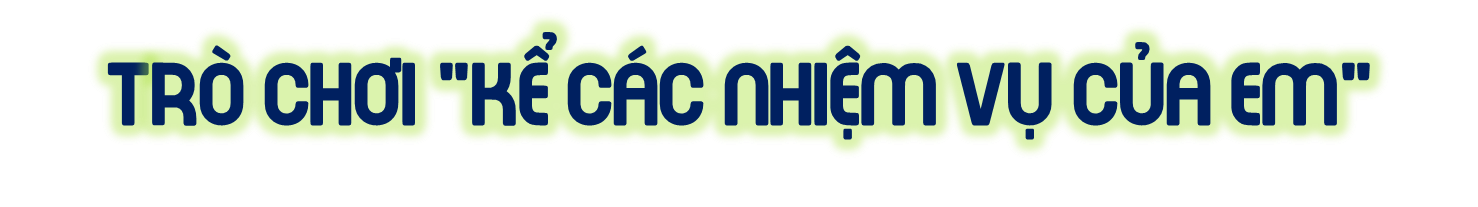 TRÒ CHƠI "KỂ CÁC NHIỆM VỤ CỦA EM"